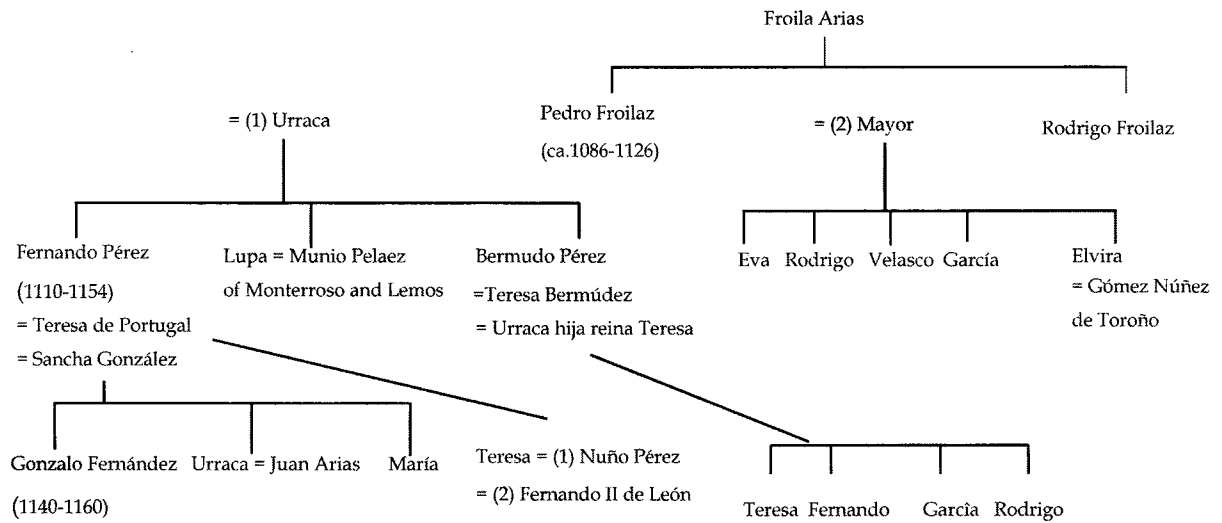 Froila Arias
Pedro Froilaz
(ca.1086-1126)
= (1) Urraca
= (2) Mayor
Rodrigo Froilaz
Fernando Pérez
(1110-1154)
= Teresa de Portugal
= Sancha González
Lupa = Munio Pelaez
of Monterroso and Lemos
Bermudo Pérez
=Teresa Bermúdez
= Urraca hija reina Teresa
Eva Rodrigo Velasco García
Elvira
= Gómez Núñez
de Toroño
Gonzalo Fernández
(1140-1160)
Urraca = Juan Arias
María
Teresa = (1) Nuño Pérez
= (2) Fernando II de León
Teresa Fernando Garcîa Rodrigo